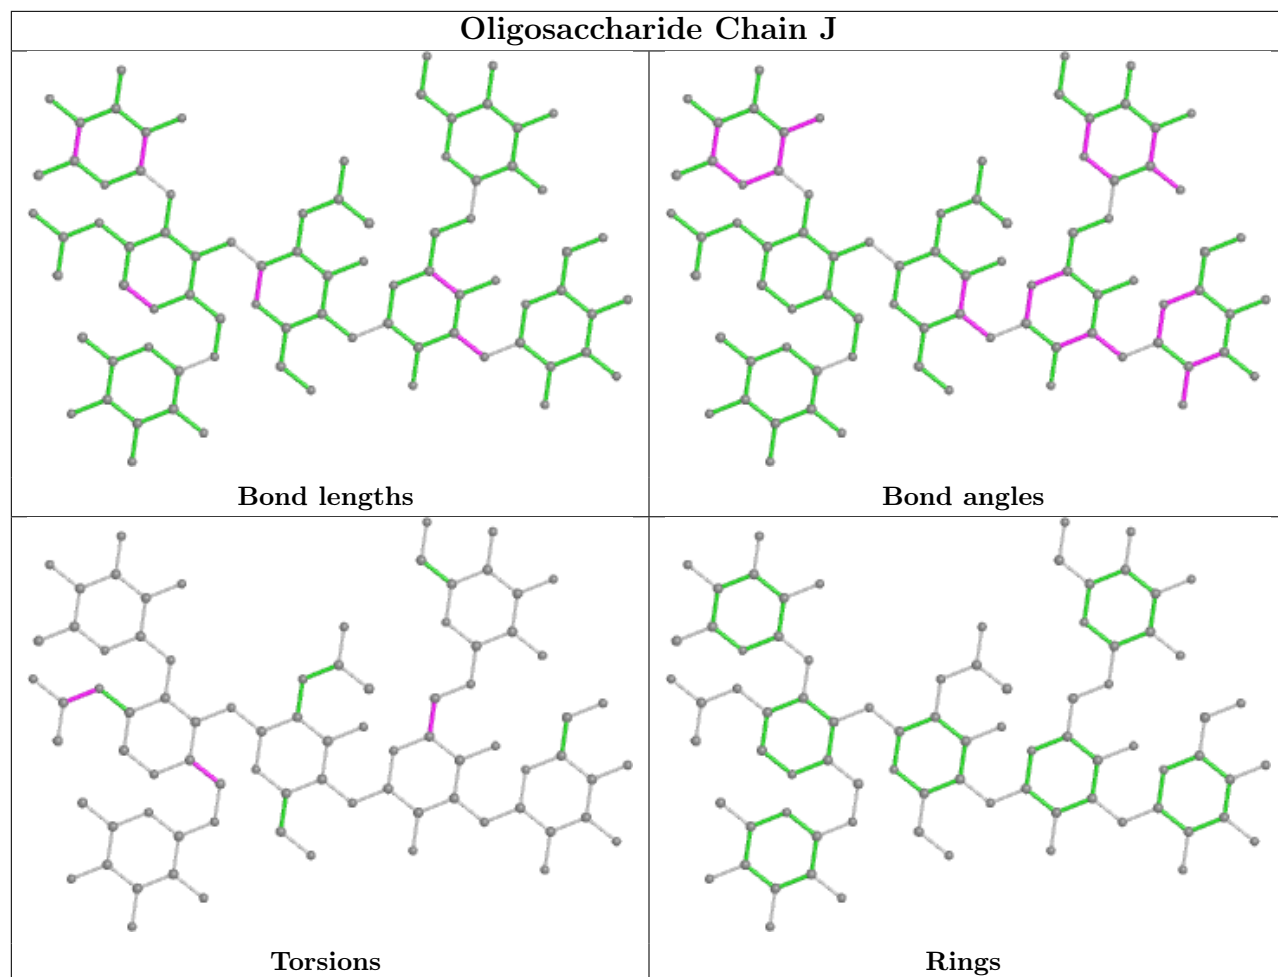 Oligosaccharide Chain J
Bond lengths
Bond angles
Torsions
Rings